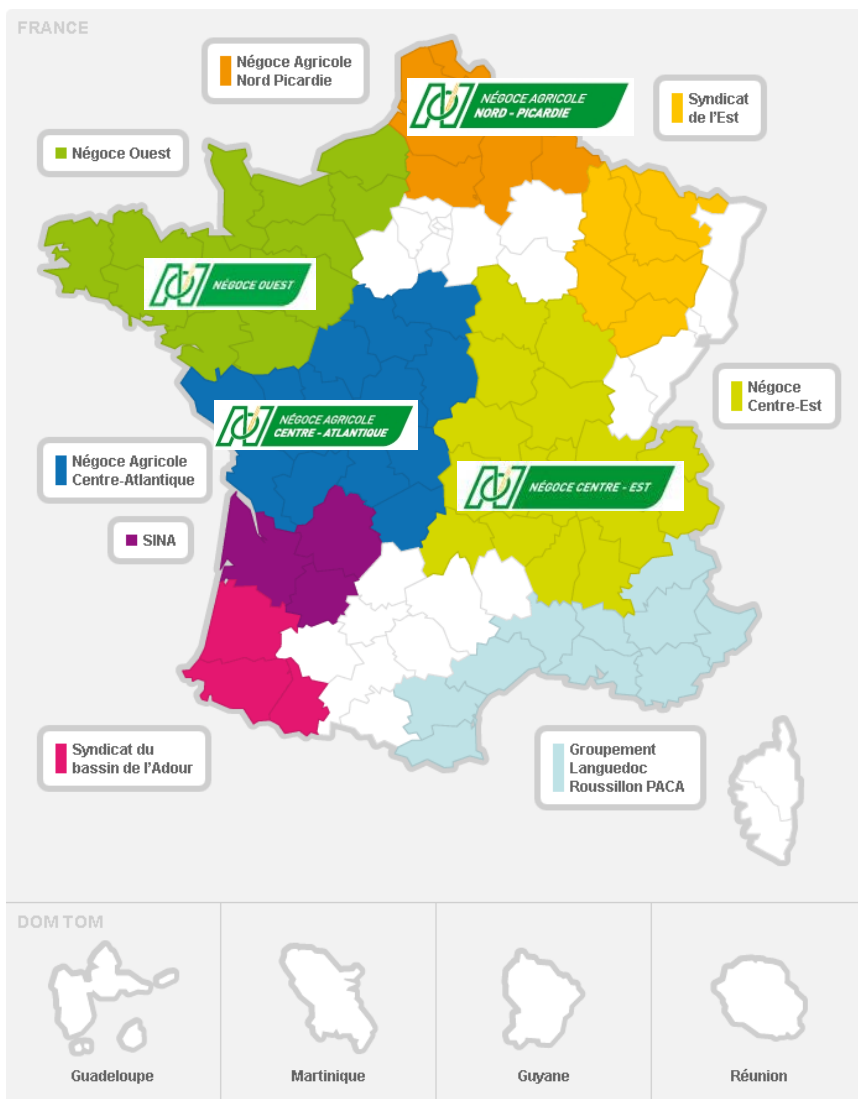 FRANCE
Négoce Agricole
Nord Picardie
NÉGOCE AGRICOLE
NORD - PICARDIE
Syndicat
de l'Est
Négoce Ouest
NÉGOCE OUEST
Négoce
Centre-Est
NÉGOCE AGRICOLE
CENTRE - ATLANTIQUE
Négoce Agricole
Centre-Atlantique
NÉGOCE CENTRE - EST
SINA
Syndicat du
bassin de l'Adour
Groupement
Languedoc
Roussillon PACA
DOM TOM
Guadeloupe
Martinique
Guyane
Réunion